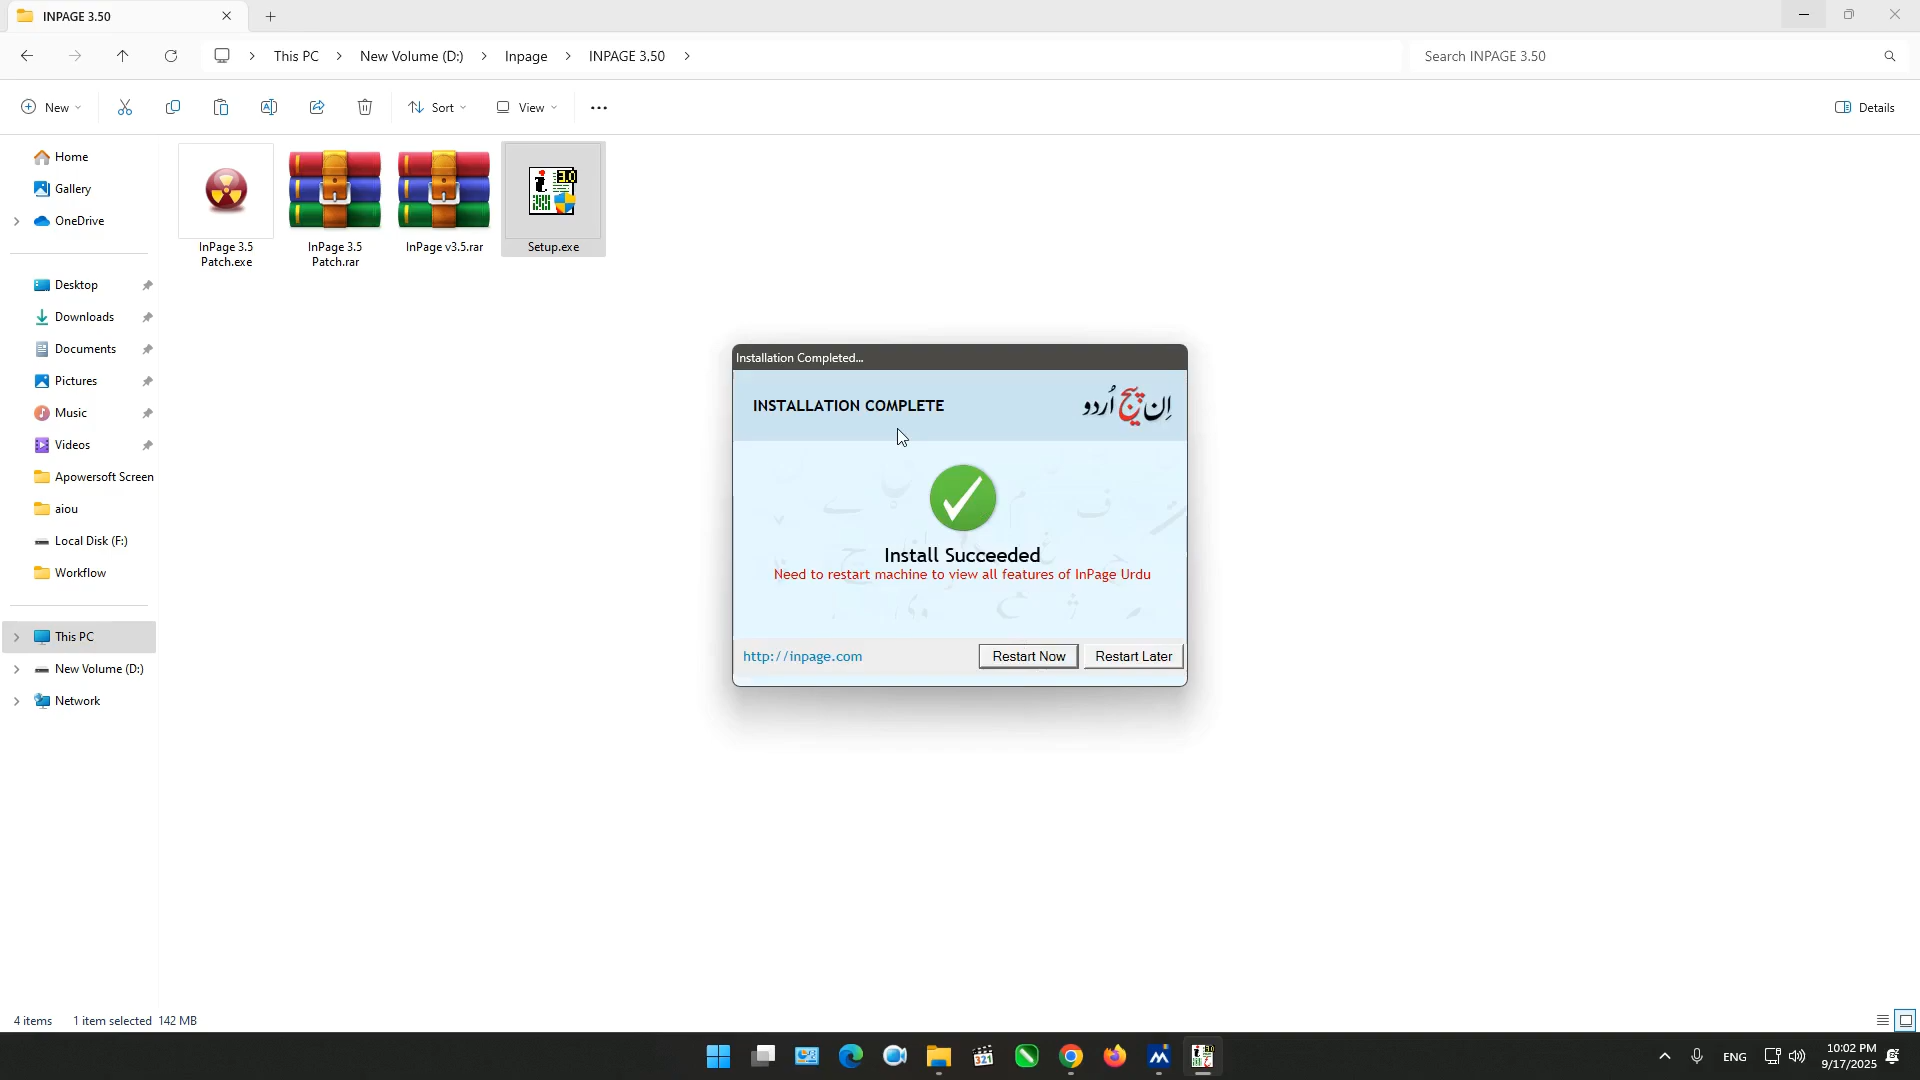 INPAGE 3.50
This PC
New Volume (D:)
Inpage
INPAGE 3.50
Search INPAGE 3.50
New
Sort
View
Details
Home
Gallery
OneDrive
Desktop
Downloads
Documents
Pictures
Music
Videos
Apowersoft Screen
aiou
Local Disk (F:)
Workflow
This PC
New Volume (D:)
Network
InPage 3.5
Patch.exe
InPage 3.5
Patch.rar
InPage v3.5.rar
3.0
Setup.exe
Installation Completed...
INSTALLATION COMPLETE
اِن پیج اُردو
Install Succeeded
Need to restart machine to view all features of InPage Urdu
http://inpage.com
Restart Now
Restart Later
4 items
1 item selected 142 MB
321
ENG
10:02 PM
9/17/2025